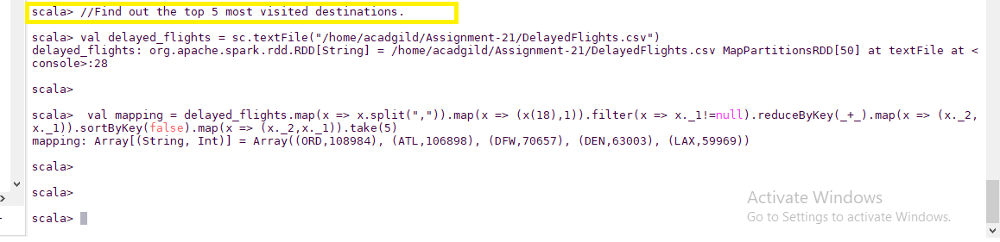 scala> //Find out the top 5 most visited destinations.
scala> val delayed_flights = sc.textFile("/home/acadgild/Assignment-21/DelayedFlights.csv")
delayed_flights: org.apache.spark.rdd.RDD[String] = /home/acadgild/Assignment-21/DelayedFlights.csv MapPartitionsRDD[50] at textFile at <
console>:28
scala>
scala>  val mapping = delayed_flights.map(x => x.split(",")).map(x => (x(18),1)).filter(x => x._1!=null).reduceByKey(_+_).map(x => (x._2,
x._1)).sortByKey(false).map(x => (x._2,x._1)).take(5)
mapping: Array[(String, Int)] = Array((ORD,108984), (ATL,106898), (DFW,70657), (DEN,63003), (LAX,59969))
scala>
scala>
scala>
Activate Windows
Go to Settings to activate Windows.